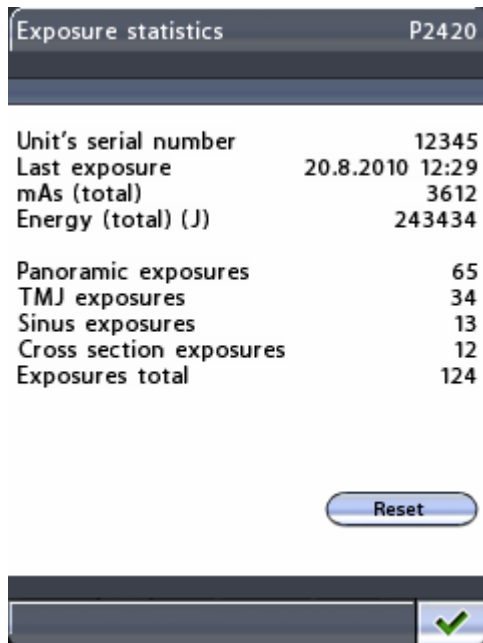 Exposure statistics P2420
Unit's serial number 12345
Last exposure 20.8.2010 12:29
mAs (total) 3612
Energy (total) (J) 243434
Panoramic exposures 65
TMJ exposures 34
Sinus exposures 13
Cross section exposures 12
Exposures total 124
Reset